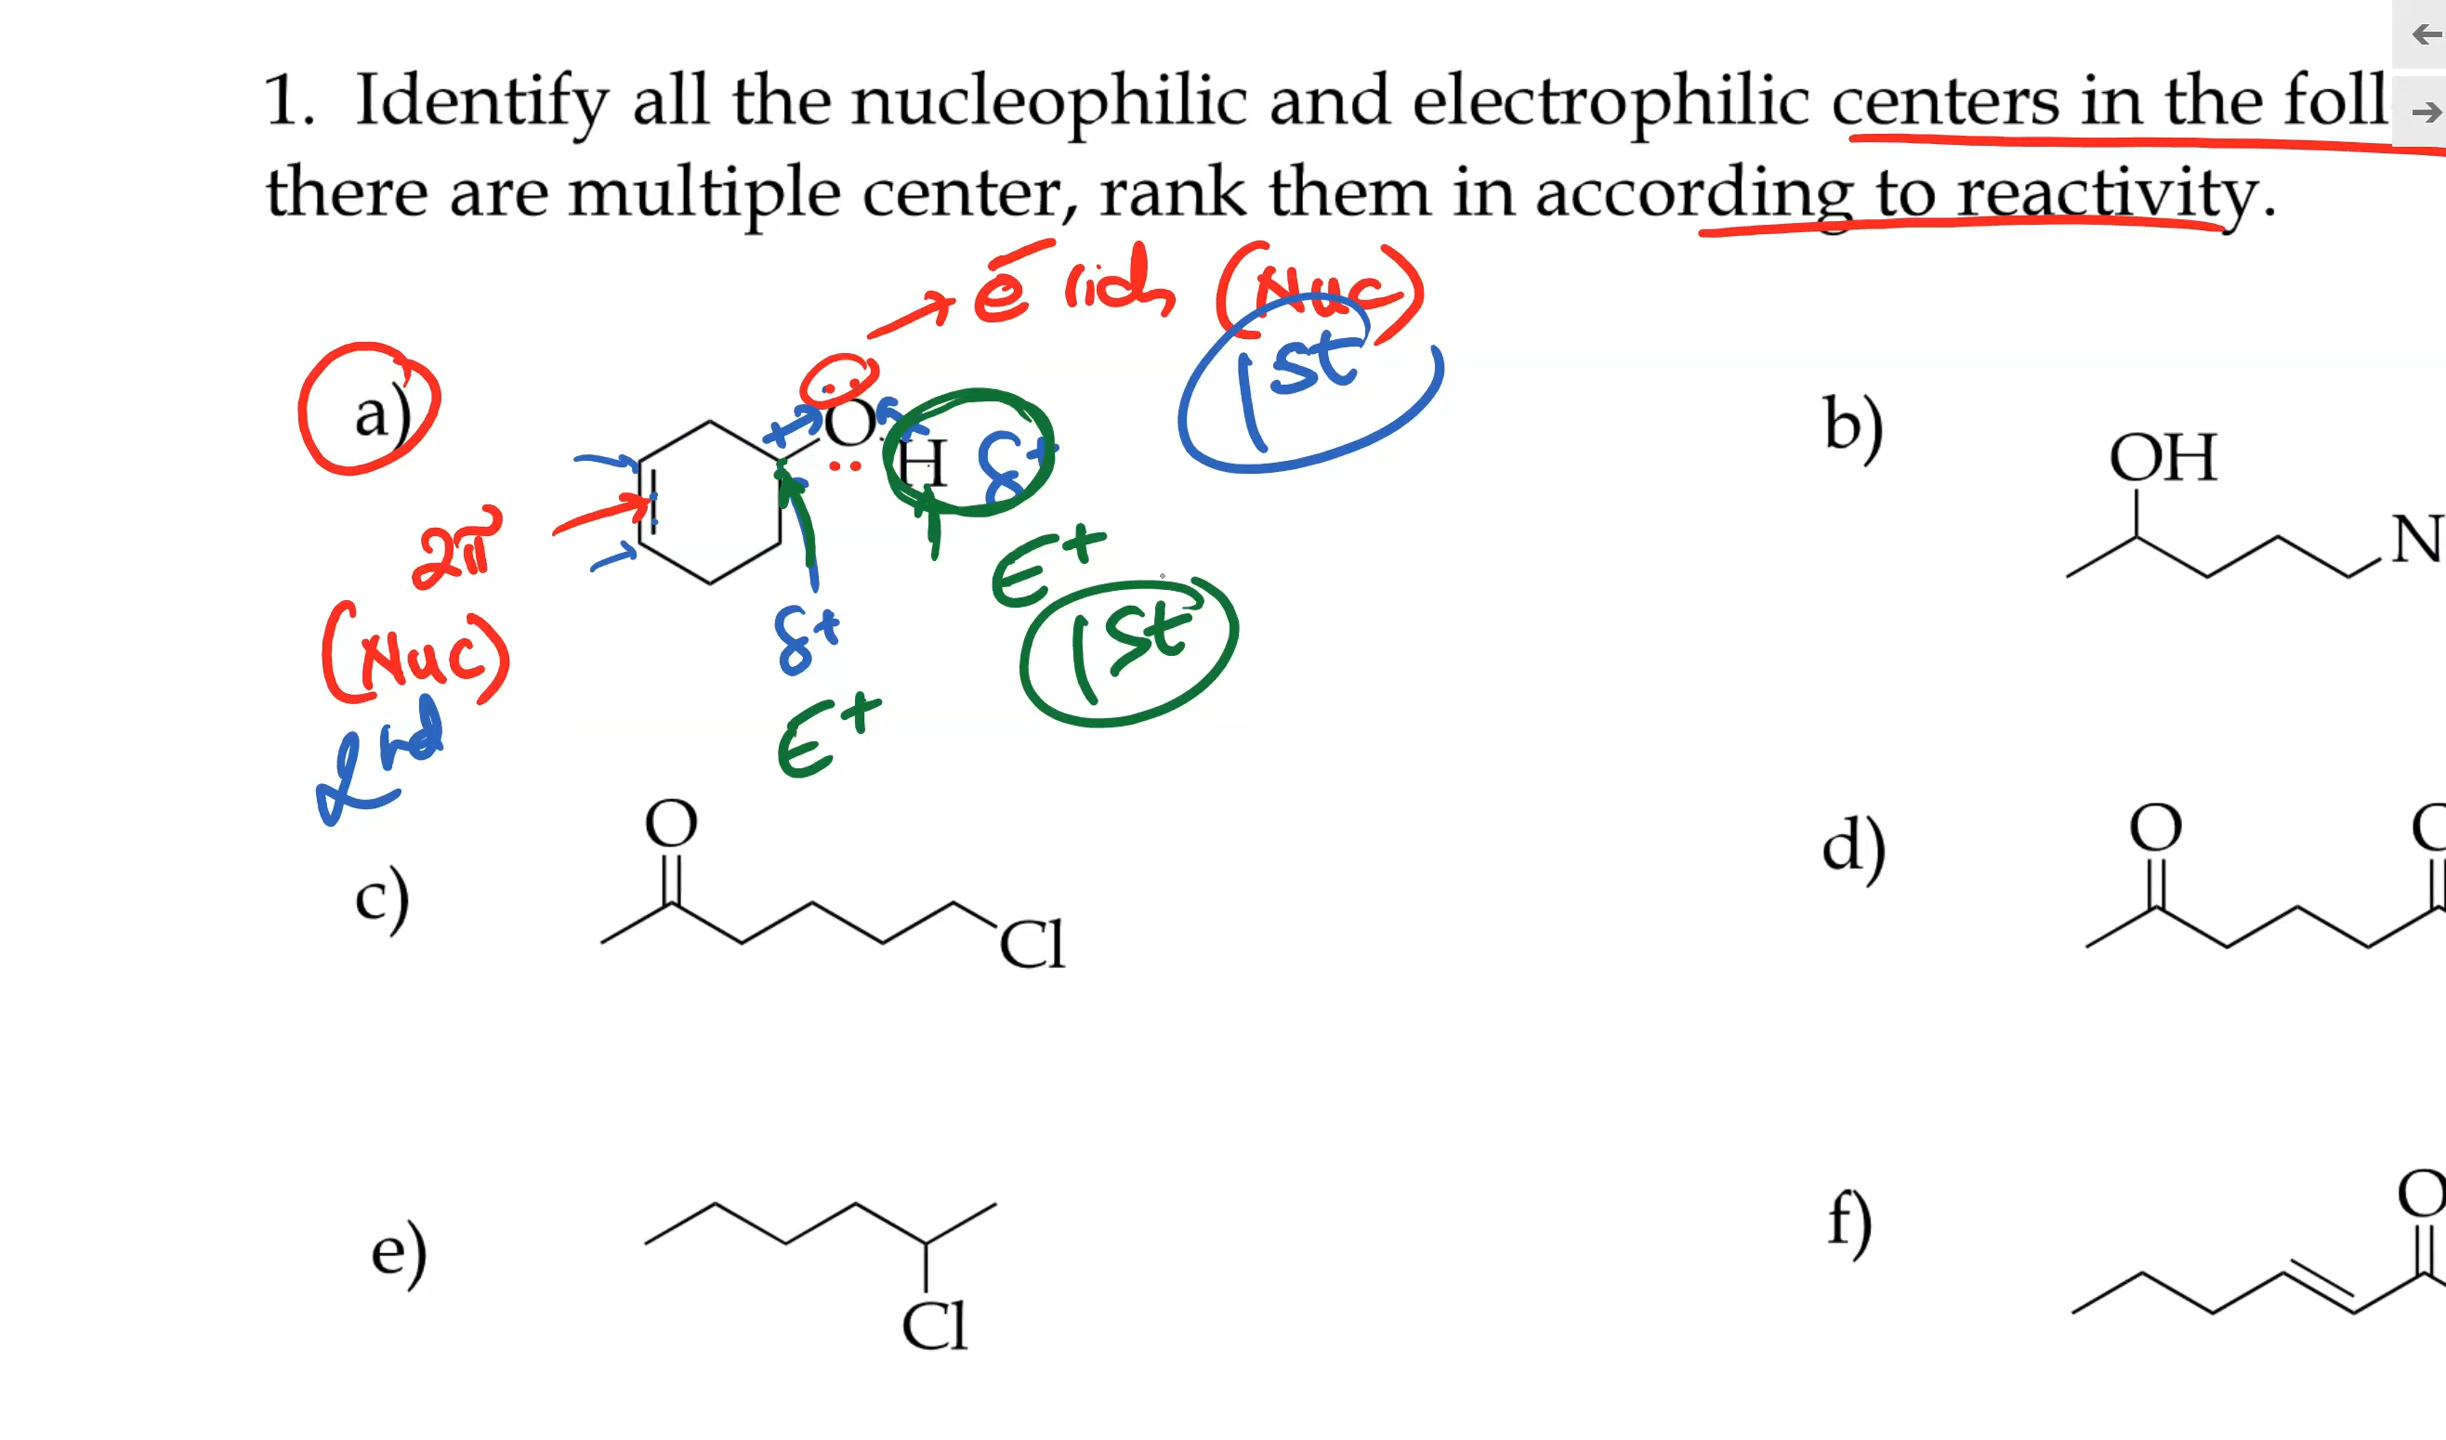 1. Identify all the nucleophilic and electrophilic centers in the foll
there are multiple center, rank them in according to reactivity.
ē rich (Nuc)
1st
a)
O
H δ+
2π
(Nuc)
2nd
δ+
E+
E+
1st
b)
OH
N
c)
O
Cl
d)
O
e)
Cl
f)
O